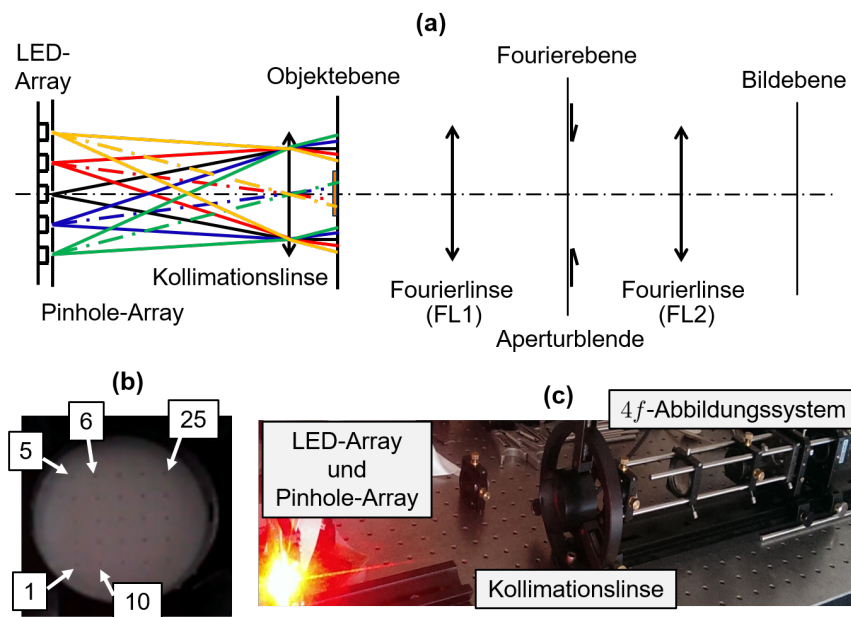 (a)
LED-
Array
Objektebene
Fourierebene
Bildebene
Kollimationslinse
Pinhole-Array
Fourierlinse
(FL1)
Aperturblende
Fourierlinse
(FL2)
(b)
6
25
5
1
10
(c)
4f-Abbildungssystem
LED-Array
und
Pinhole-Array
Kollimationslinse